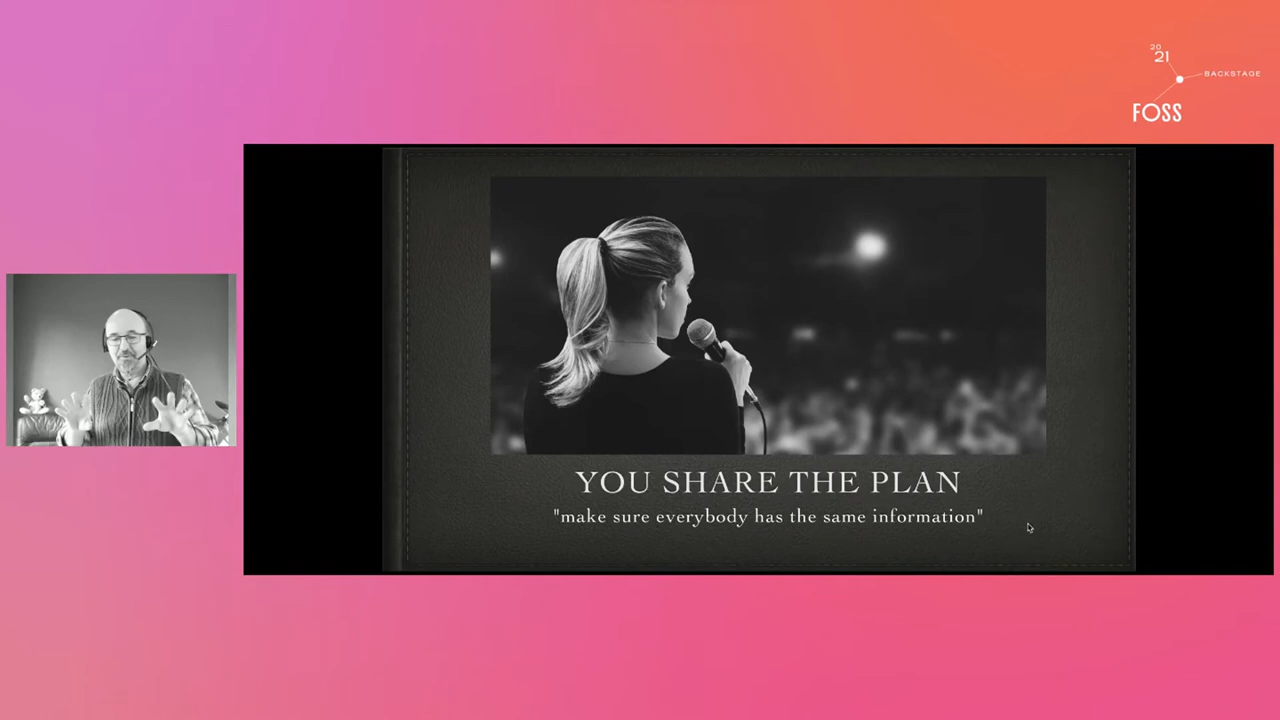 20
21
BACKSTAGE
FOSS
YOU SHARE THE PLAN
"make sure everybody has the same information"